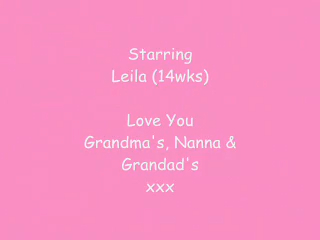 Starring
Leila (14wks)
Love You
Grandma's, Nanna &
Grandad's
xxx